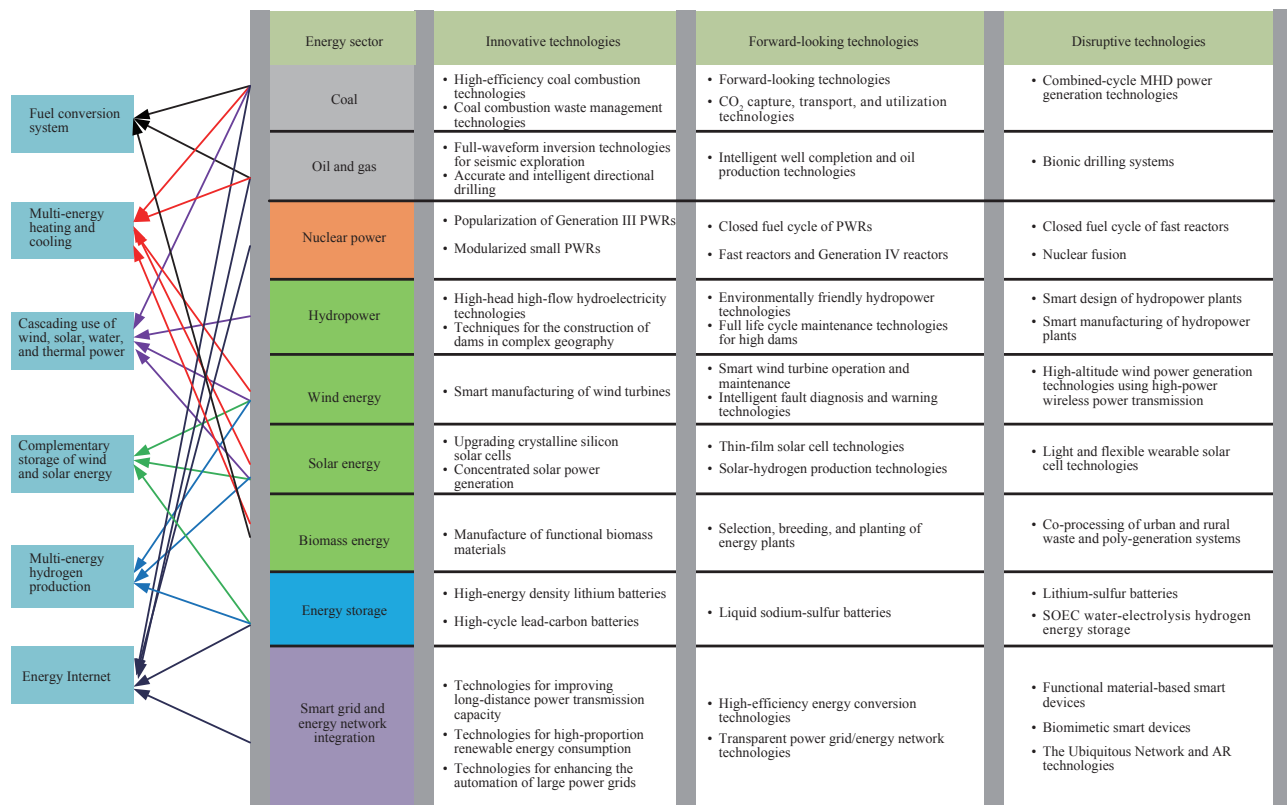 Fuel conversion
system
Multi-energy
heating and
cooling
Cascading use of
wind, solar, water,
and thermal power
Complementary
storage of wind
and solar energy
Multi-energy
hydrogen
production
Energy Internet
Energy sector
Innovative technologies
Forward-looking technologies
Disruptive technologies
Coal
• High-efficiency coal combustion
technologies
• Coal combustion waste management
technologies
• Forward-looking technologies
• CO₂ capture, transport, and utilization
technologies
• Combined-cycle MHD power
generation technologies
Oil and gas
• Full-waveform inversion technologies
for seismic exploration
• Accurate and intelligent directional
drilling
• Intelligent well completion and oil
production technologies
• Bionic drilling systems
Nuclear power
• Popularization of Generation III PWRs
• Modularized small PWRs
• Closed fuel cycle of PWRs
• Fast reactors and Generation IV reactors
• Closed fuel cycle of fast reactors
• Nuclear fusion
Hydropower
• High-head high-flow hydroelectricity
technologies
• Techniques for the construction of
dams in complex geography
• Environmentally friendly hydropower
technologies
• Full life cycle maintenance technologies
for high dams
• Smart design of hydropower plants
• Smart manufacturing of hydropower
plants
Wind energy
• Smart manufacturing of wind turbines
• Smart wind turbine operation and
maintenance
• Intelligent fault diagnosis and warning
technologies
• High-altitude wind power generation
technologies using high-power
wireless power transmission
Solar energy
• Upgrading crystalline silicon
solar cells
• Concentrated solar power
generation
• Thin-film solar cell technologies
• Solar-hydrogen production technologies
• Light and flexible wearable solar
cell technologies
Biomass energy
• Manufacture of functional biomass
materials
• Selection, breeding, and planting of
energy plants
• Co-processing of urban and rural
waste and poly-generation systems
Energy storage
• High-energy density lithium batteries
• High-cycle lead-carbon batteries
• Liquid sodium-sulfur batteries
• Lithium-sulfur batteries
• SOEC water-electrolysis hydrogen
energy storage
Smart grid and
energy network
integration
• Technologies for improving
long-distance power transmission
capacity
• Technologies for high-proportion
renewable energy consumption
• Technologies for enhancing the
automation of large power grids
• High-efficiency energy conversion
technologies
• Transparent power grid/energy network
technologies
• Functional material-based smart
devices
• Biomimetic smart devices
• The Ubiquitous Network and AR
technologies